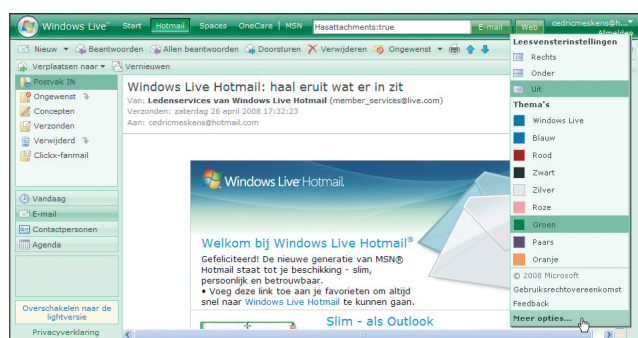 Windows Live™ Start Hotmail Spaces OneCare | MSN Hasattachments:true E-mail Web cedricmeskens@h...
Afmelden
Nieuw Beantwoorden Allen beantwoorden Doorsturen Verwijderen Ongewenst
Verplaatsen naar Vernieuwen
Postvak IN
Ongewenst
Concepten
Verzonden
Verwijderd
Clickx-fanmail
Vandaag
E-mail
Contactpersonen
Agenda
Overschakelen naar de
lightversie
Privacyverklaring
Windows Live Hotmail: haal eruit wat er in zit
Van: Ledenservices van Windows Live Hotmail (member_services@live.com)
Verzonden: zaterdag 26 april 2008 17:32:23
Aan: cedricmeskens@hotmail.com
Windows Live Hotmail
Welkom bij Windows Live Hotmail®
Gefeliciteerd! De nieuwe generatie van MSN®
Hotmail staat tot je beschikking - slim,
persoonlijk en betrouwbaar.
• Voeg deze link toe aan je favorieten om altijd
snel naar Windows Live Hotmail te kunnen gaan.
Slim - als Outlook
Leesvensterinstellingen
Rechts
Onder
Uit
Thema's
Windows Live
Blauw
Rood
Zwart
Zilver
Roze
Groen
Paars
Oranje
© 2008 Microsoft
Gebruiksrechtovereenkomst
Feedback
Meer opties...